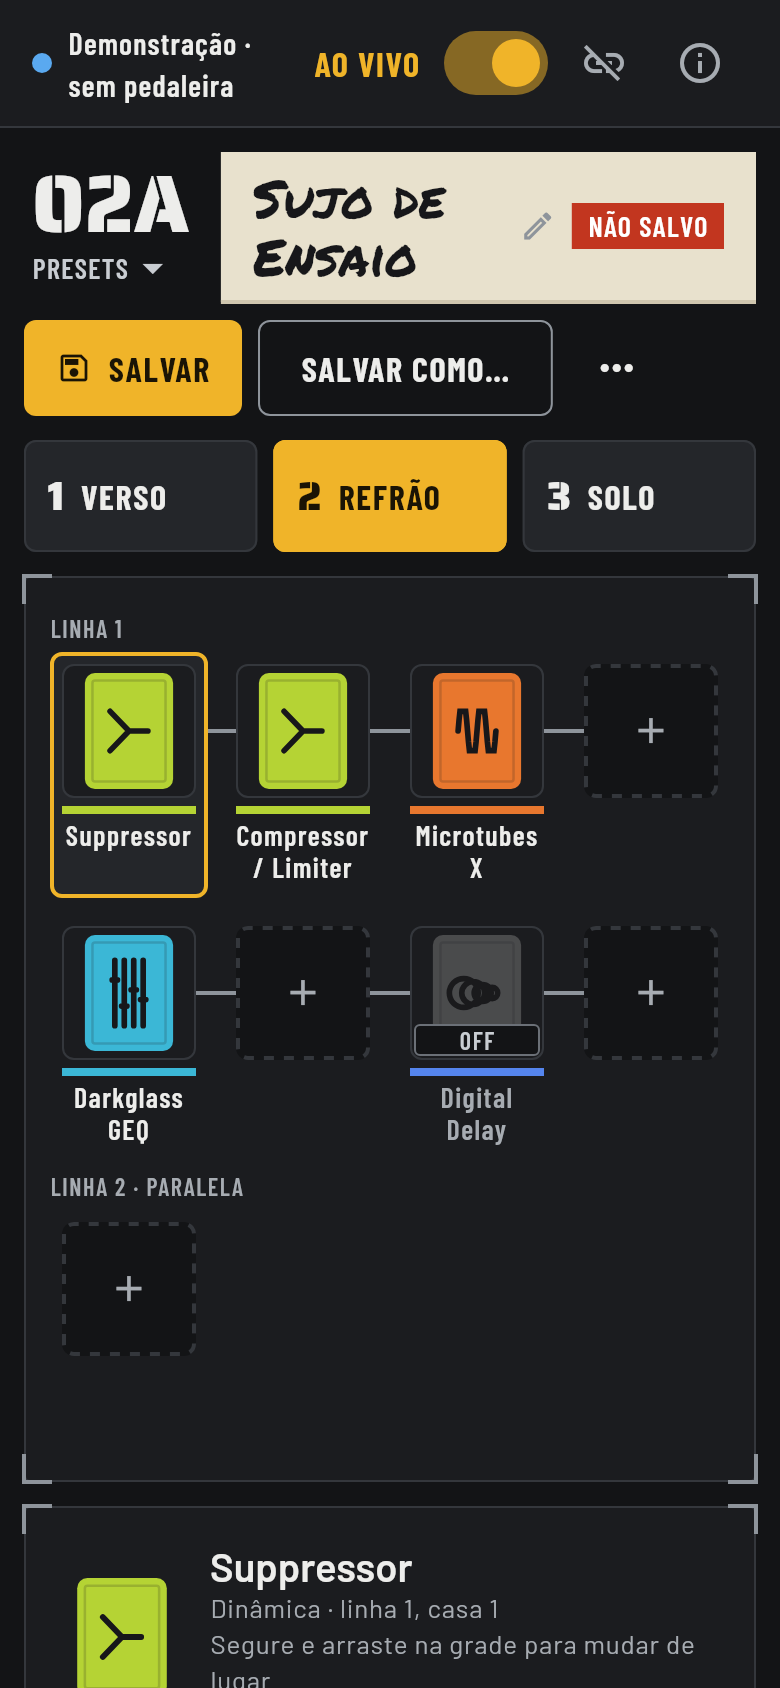 Demonstração ·
sem pedaleira
AO VIVO
02A
PRESETS
SUJO DE
ENSAIO
NÃO SALVO
SALVAR
SALVAR COMO...
1 VERSO
2 REFRÃO
3 SOLO
LINHA 1
Suppressor
Compressor
/ Limiter
Microtubes
X
Darkglass
GEQ
OFF
Digital
Delay
LINHA 2 · PARALELA
Suppressor
Dinâmica · linha 1, casa 1
Segure e arraste na grade para mudar de
lugar